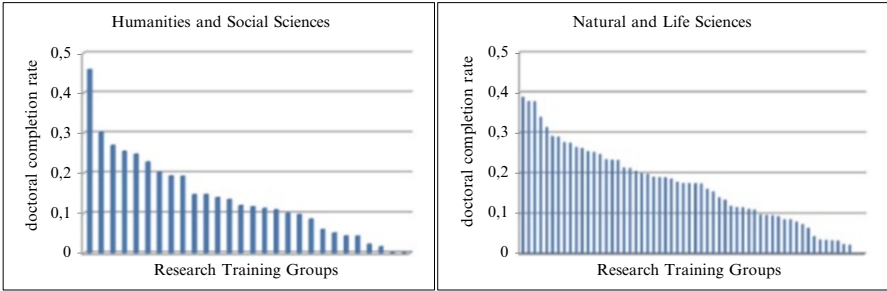 Humanities and Social Sciences
0,5
0,4
0,3
0,2
0,1
0
doctoral completion rate
Research Training Groups
Natural and Life Sciences
0,5
0,4
0,3
0,2
0,1
0
doctoral completion rate
Research Training Groups